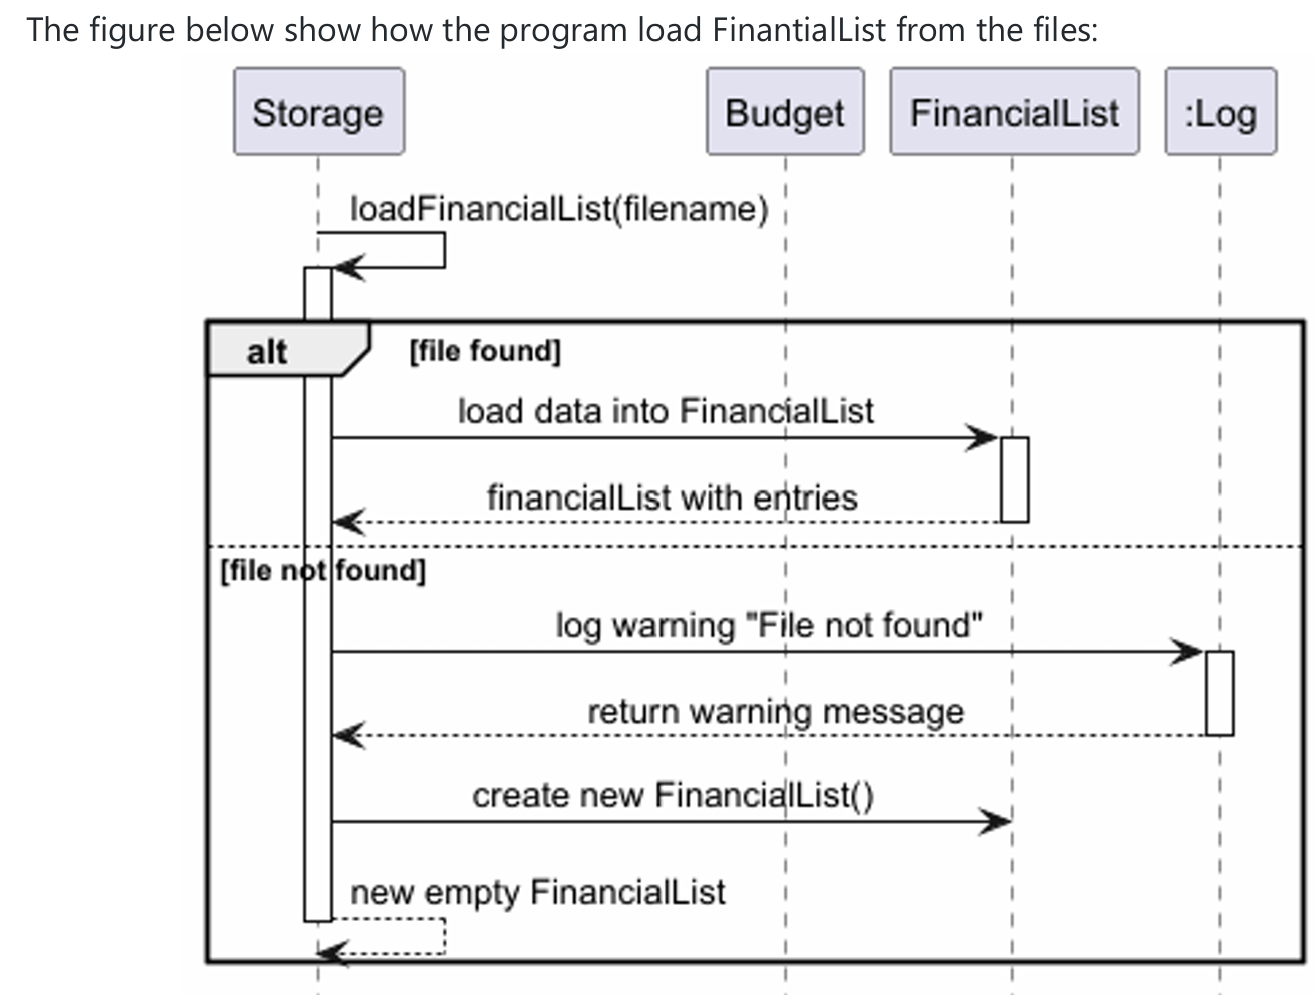 The figure below show how the program load FinantialList from the files:
Storage
Budget
FinancialList
:Log
loadFinancialList(filename)
alt
[file found]
load data into FinancialList
financialList with entries
[file not found]
log warning "File not found"
return warning message
create new FinancialList()
new empty FinancialList